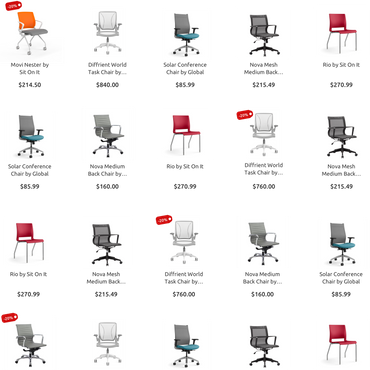 -20%
Movi Nester by
Sit On It
$214.50
Diffrient World
Task Chair by...
$840.00
Solar Conference
Chair by Global
$85.99
Nova Mesh
Medium Back...
$215.49
Rio by Sit On It
$270.99
Solar Conference
Chair by Global
$85.99
Nova Medium
Back Chair by...
$160.00
Rio by Sit On It
$270.99
-20%
Diffrient World
Task Chair by...
$760.00
Nova Mesh
Medium Back...
$215.49
Rio by Sit On It
$270.99
Nova Mesh
Medium Back...
$215.49
-20%
Diffrient World
Task Chair by...
$760.00
Nova Medium
Back Chair by...
$160.00
Solar Conference
Chair by Global
$85.99
-20%